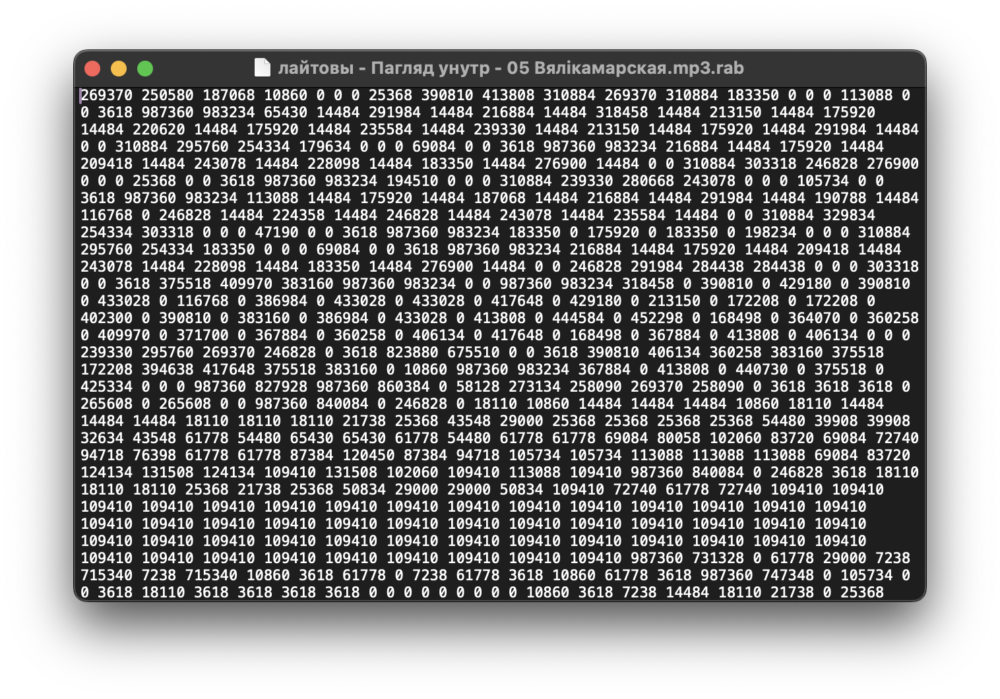 лайтовы - Пагляд унутр - 05 Вялікамарская.mp3.rab
269370 250580 187068 10860 0 0 0 25368 390810 413808 310884 269370 310884 183350 0 0 0 113088 0
0 3618 987360 983234 65430 14484 291984 14484 216884 14484 318458 14484 213150 14484 175920
14484 220620 14484 175920 14484 235584 14484 239330 14484 213150 14484 175920 14484 291984 14484
0 0 310884 295760 254334 179634 0 0 0 69084 0 0 3618 987360 983234 216884 14484 175920 14484
209418 14484 243078 14484 228098 14484 183350 14484 276900 14484 0 0 310884 303318 246828 276900
0 0 0 25368 0 0 3618 987360 983234 194510 0 0 0 310884 239330 280668 243078 0 0 0 105734 0 0
3618 987360 983234 113088 14484 175920 14484 187068 14484 216884 14484 291984 14484 190788 14484
116768 0 246828 14484 224358 14484 246828 14484 243078 14484 235584 14484 0 0 310884 329834
254334 303318 0 0 0 47190 0 0 3618 987360 983234 183350 0 175920 0 183350 0 198234 0 0 0 310884
295760 254334 183350 0 0 0 69084 0 0 3618 987360 983234 216884 14484 175920 14484 209418 14484
243078 14484 228098 14484 183350 14484 276900 14484 0 0 246828 291984 284438 284438 0 0 0 303318
0 0 3618 375518 409970 383160 987360 983234 0 0 987360 983234 318458 0 390810 0 429180 0 390810
0 433028 0 116768 0 386984 0 433028 0 433028 0 417648 0 429180 0 213150 0 172208 0 172208 0
402300 0 390810 0 383160 0 386984 0 433028 0 413808 0 444584 0 452298 0 168498 0 364070 0 360258
0 409970 0 371700 0 367884 0 360258 0 406134 0 417648 0 168498 0 367884 0 413808 0 406134 0 0 0
239330 295760 269370 246828 0 3618 823880 675510 0 0 3618 390810 406134 360258 383160 375518
172208 394638 417648 375518 383160 0 10860 987360 983234 367884 0 413808 0 440730 0 375518 0
425334 0 0 0 987360 827928 987360 860384 0 58128 273134 258090 269370 258090 0 3618 3618 3618 0
265608 0 265608 0 0 987360 840084 0 246828 0 18110 10860 14484 14484 14484 10860 18110 14484
14484 14484 18110 18110 18110 21738 25368 43548 29000 25368 25368 25368 25368 54480 39908 39908
32634 43548 61778 54480 65430 65430 61778 54480 61778 61778 69084 80058 102060 83720 69084 72740
94718 76398 61778 61778 87384 120450 87384 94718 105734 105734 113088 113088 113088 69084 83720
124134 131508 124134 109410 131508 102060 109410 113088 109410 987360 840084 0 246828 3618 18110
18110 18110 25368 21738 25368 50834 29000 29000 50834 109410 72740 61778 72740 109410 109410
109410 109410 109410 109410 109410 109410 109410 109410 109410 109410 109410 109410 109410
109410 109410 109410 109410 109410 109410 109410 109410 109410 109410 109410 109410 109410
109410 109410 109410 109410 109410 109410 109410 109410 109410 109410 109410 109410 109410
109410 109410 109410 109410 109410 109410 109410 109410 109410 987360 731328 0 61778 29000 7238
715340 7238 715340 10860 3618 61778 0 7238 61778 3618 10860 61778 3618 987360 747348 0 105734 0
0 3618 18110 3618 3618 3618 3618 0 0 0 0 0 0 0 0 0 10860 3618 7238 14484 18110 21738 0 25368